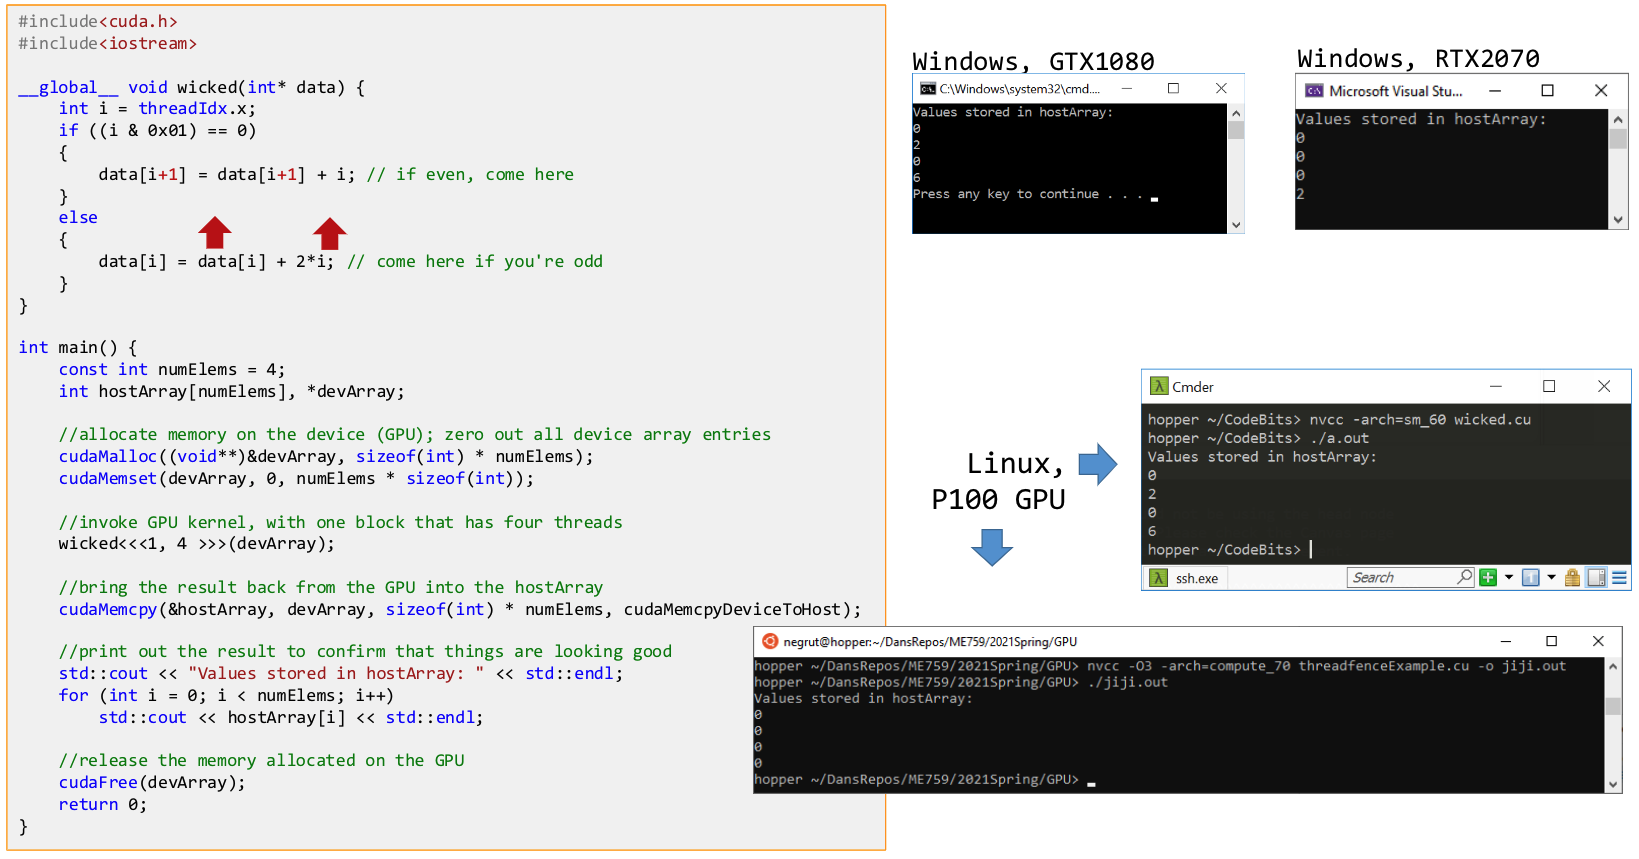 #include<cuda.h>
#include<iostream>
__global__ void wicked(int* data) {
    int i = threadIdx.x;
    if ((i & 0x01) == 0)
    {
        data[i+1] = data[i+1] + i; // if even, come here
    }
    else
    {
        data[i] = data[i] + 2*i; // come here if you're odd
    }
}
int main() {
    const int numElems = 4;
    int hostArray[numElems], *devArray;
    //allocate memory on the device (GPU); zero out all device array entries
    cudaMalloc((void**)&devArray, sizeof(int) * numElems);
    cudaMemset(devArray, 0, numElems * sizeof(int));
    //invoke GPU kernel, with one block that has four threads
    wicked<<<1, 4 >>>(devArray);
    //bring the result back from the GPU into the hostArray
    cudaMemcpy(&hostArray, devArray, sizeof(int) * numElems, cudaMemcpyDeviceToHost);
    //print out the result to confirm that things are looking good
    std::cout << "Values stored in hostArray: " << std::endl;
    for (int i = 0; i < numElems; i++)
        std::cout << hostArray[i] << std::endl;
    //release the memory allocated on the GPU
    cudaFree(devArray);
    return 0;
}
Windows, GTX1080
C:\Windows\system32\cmd....
Values stored in hostArray:
0
2
0
6
Press any key to continue . . .
Windows, RTX2070
Microsoft Visual Stu...
Values stored in hostArray:
0
0
0
2
Linux,
P100 GPU
Cmder
hopper ~/CodeBits> nvcc -arch=sm_60 wicked.cu
hopper ~/CodeBits> ./a.out
Values stored in hostArray:
0
2
0
6
hopper ~/CodeBits>
ssh.exe
Search
negrut@hopper:~/DansRepos/ME759/2021Spring/GPU
hopper ~/DansRepos/ME759/2021Spring/GPU> nvcc -O3 -arch=compute_70 threadfenceExample.cu -o jiji.out
hopper ~/DansRepos/ME759/2021Spring/GPU> ./jiji.out
Values stored in hostArray:
0
0
0
0
hopper ~/DansRepos/ME759/2021Spring/GPU>